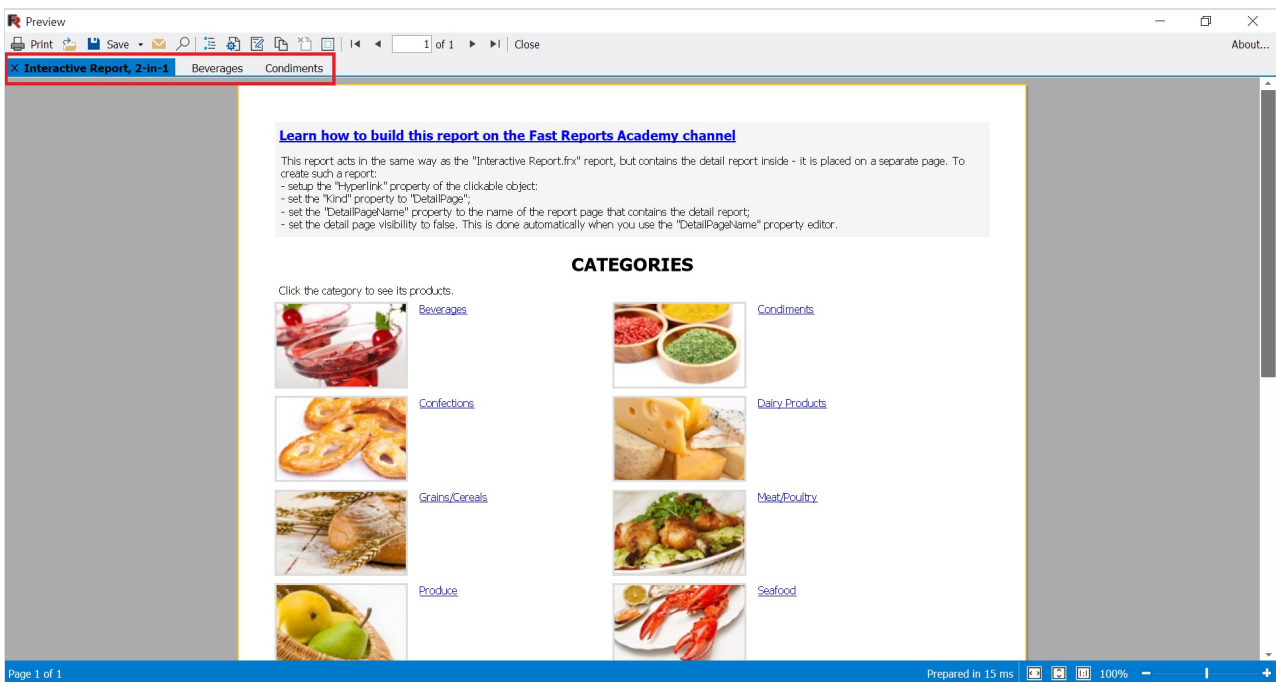 Preview
Print Save 1 of 1 Close About...
× Interactive Report, 2-in-1 Beverages Condiments
Learn how to build this report on the Fast Reports Academy channel
This report acts in the same way as the "Interactive Report.frx" report, but contains the detail report inside - it is placed on a separate page. To
create such a report:
- setup the "Hyperlink" property of the clickable object:
- set the "Kind" property to "DetailPage";
- set the "DetailPageName" property to the name of the report page that contains the detail report;
- set the detail page visibility to false. This is done automatically when you use the "DetailPageName" property editor.
CATEGORIES
Click the category to see its products.
Beverages Condiments
Confections Dairy Products
Grains/Cereals Meat/Poultry
Produce Seafood
Page 1 of 1 Prepared in 15 ms 1:1 100%